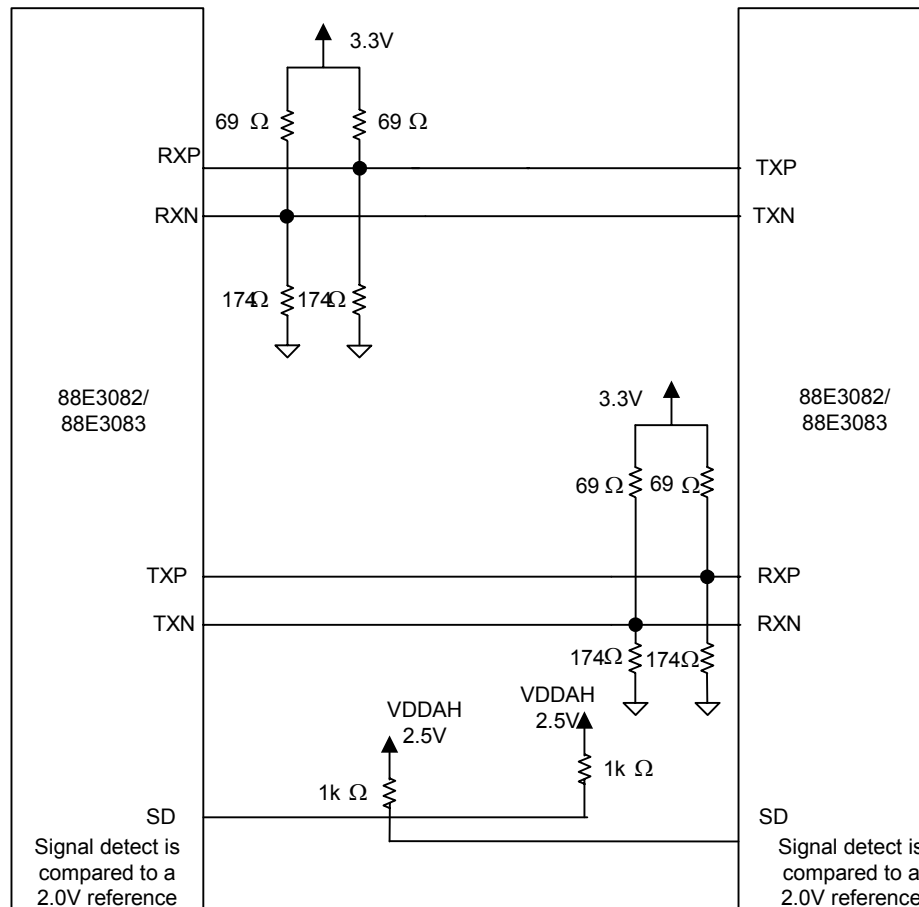 3.3V
69 Ω 69 Ω
RXP TXP
RXN TXN
174Ω 174Ω
88E3082/
88E3083
3.3V
88E3082/
88E3083
69 Ω 69 Ω
TXP RXP
TXN RXN
174Ω 174Ω
VDDAH
2.5V
VDDAH
2.5V
1k Ω
1k Ω
SD SD
Signal detect is
compared to a
2.0V reference
Signal detect is
compared to a
2.0V reference